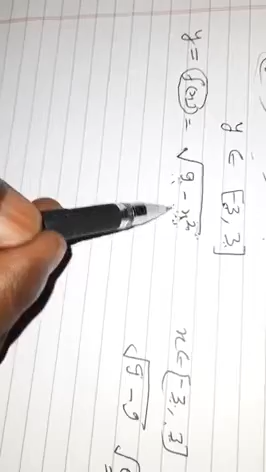 y ∈ [-3, 3]
y = f(x) = √(9 - x²)
x ∈ [-3, 3]
√9 - 9